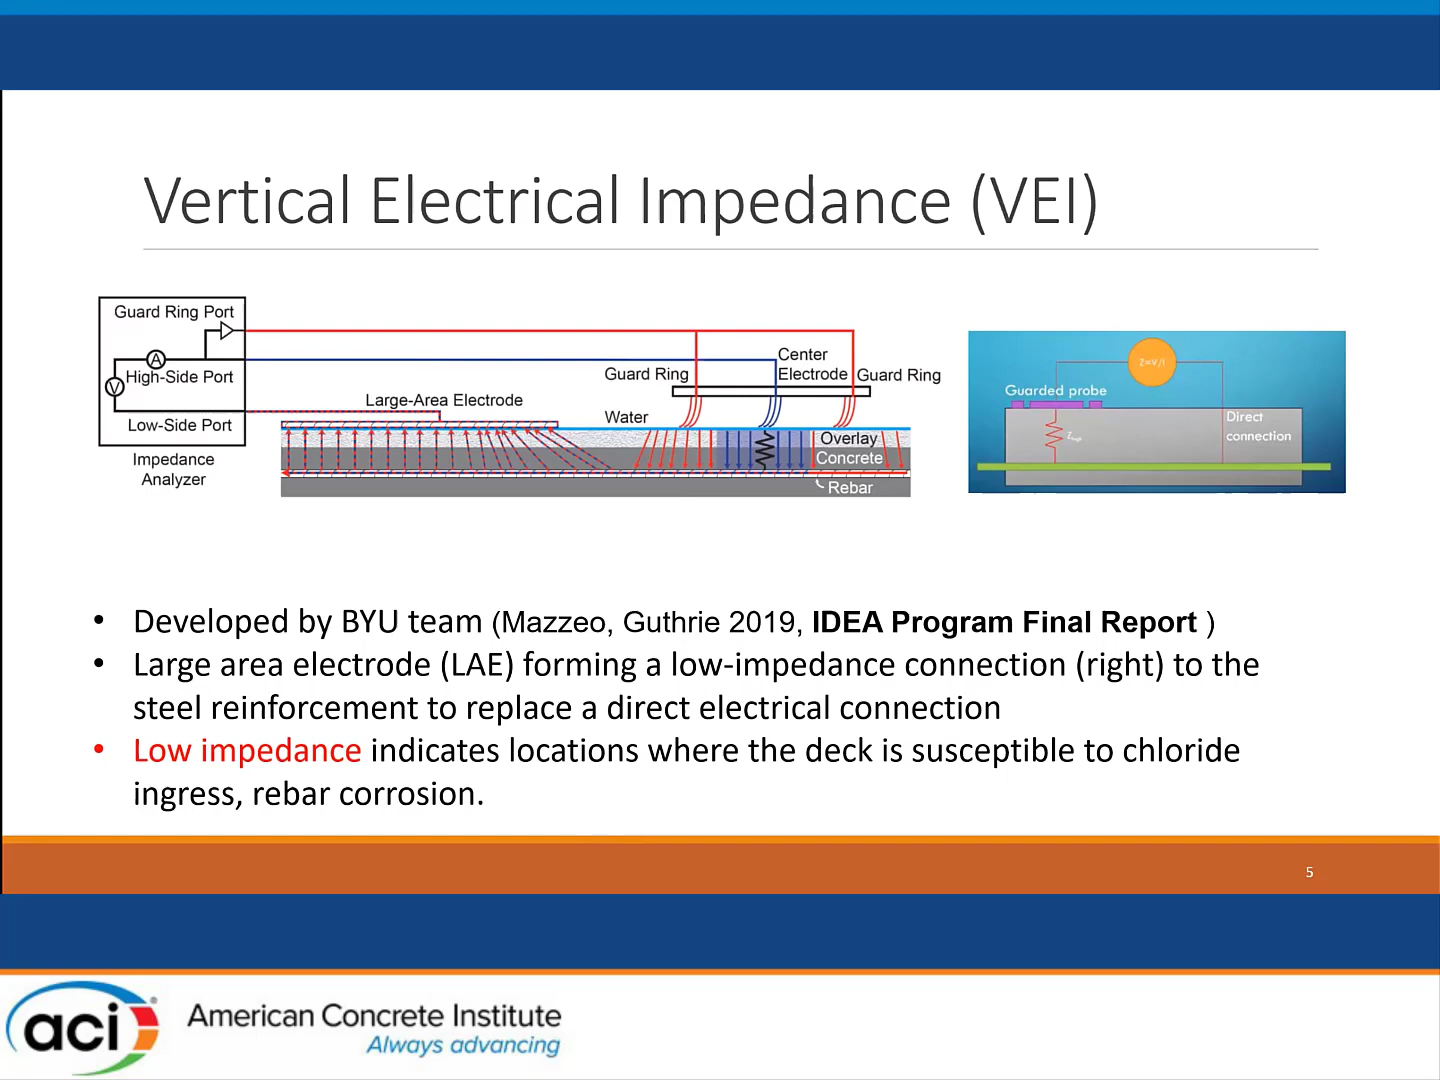 Vertical Electrical Impedance (VEI)
Guard Ring Port
A
High-Side Port
V
Low-Side Port
Impedance
Analyzer
Large-Area Electrode
Guard Ring
Center
Electrode
Guard Ring
Water
Overlay
Concrete
Rebar
Z=V/I
Guarded probe
Direct
connection
• Developed by BYU team (Mazzeo, Guthrie 2019, IDEA Program Final Report )
• Large area electrode (LAE) forming a low-impedance connection (right) to the
steel reinforcement to replace a direct electrical connection
• Low impedance indicates locations where the deck is susceptible to chloride
ingress, rebar corrosion.
5
aci
American Concrete Institute
Always advancing